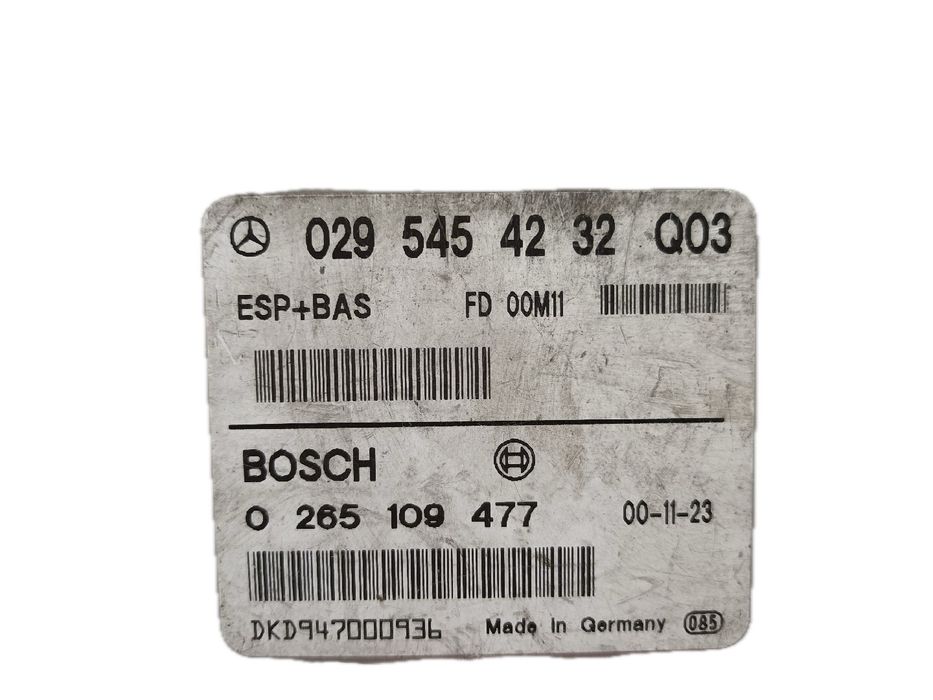 029 545 42 32 Q03
ESP+BAS FD 00M11
BOSCH
0 265 109 477 00-11-23
DKD947000936 Made In Germany 085